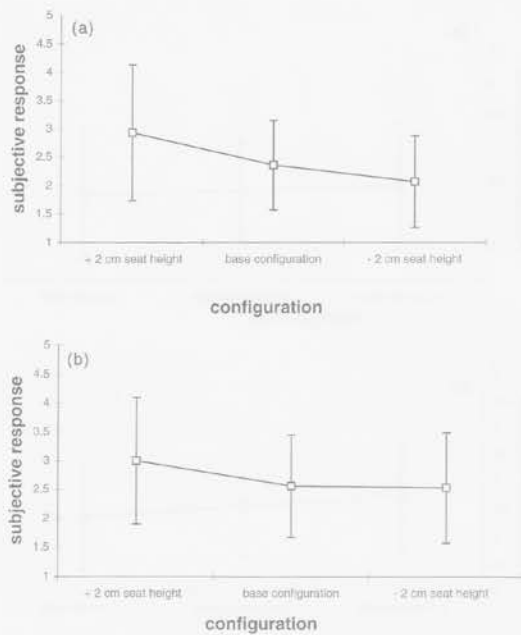 (a)
subjective response
5
4.5
4
3.5
3
2.5
2
1.5
1
+ 2 cm seat height base configuration - 2 cm seat height
configuration
(b)
subjective response
5
4.5
4
3.5
3
2.5
2
1.5
1
+ 2 cm seat height base configuration - 2 cm seat height
configuration